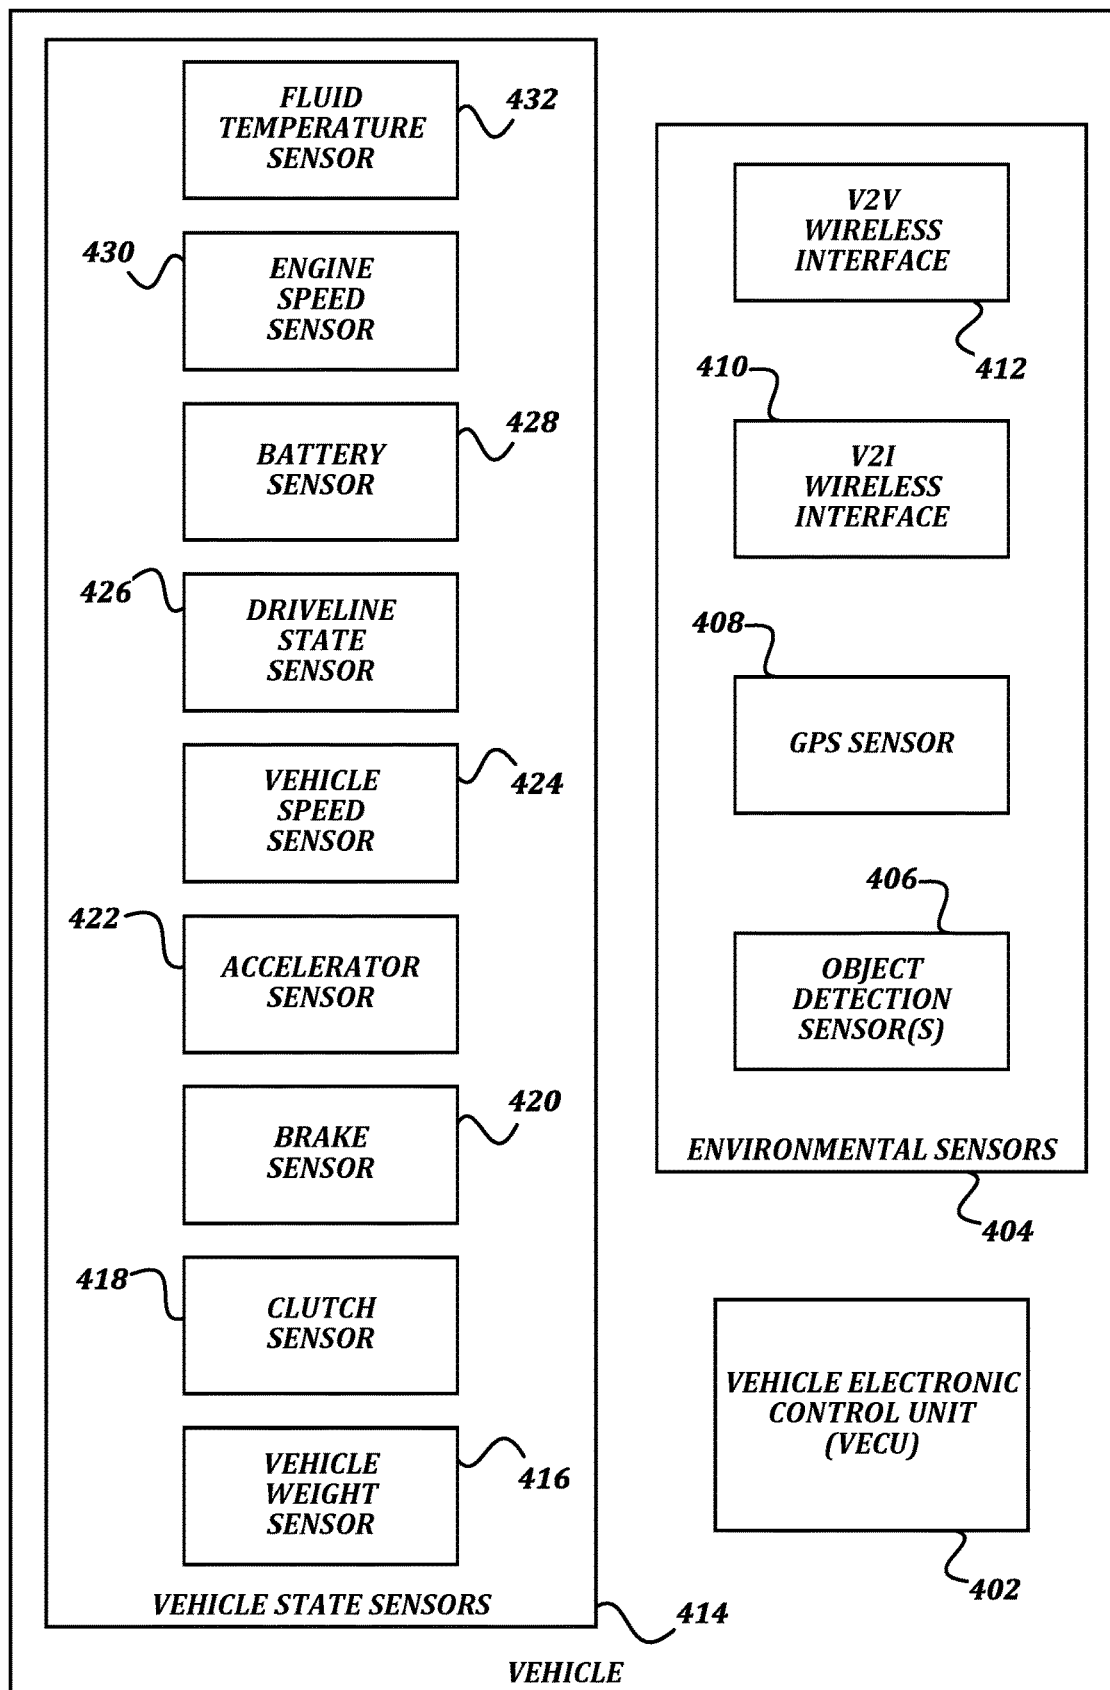 FLUID
TEMPERATURE
SENSOR
432
430
ENGINE
SPEED
SENSOR
BATTERY
SENSOR
428
426
DRIVELINE
STATE
SENSOR
VEHICLE
SPEED
SENSOR
424
422
ACCELERATOR
SENSOR
BRAKE
SENSOR
420
418
CLUTCH
SENSOR
VEHICLE
WEIGHT
SENSOR
416
VEHICLE STATE SENSORS
414
V2V
WIRELESS
INTERFACE
412
410
V2I
WIRELESS
INTERFACE
408
GPS SENSOR
406
OBJECT
DETECTION
SENSOR(S)
ENVIRONMENTAL SENSORS
404
VEHICLE ELECTRONIC
CONTROL UNIT
(VECU)
402
VEHICLE